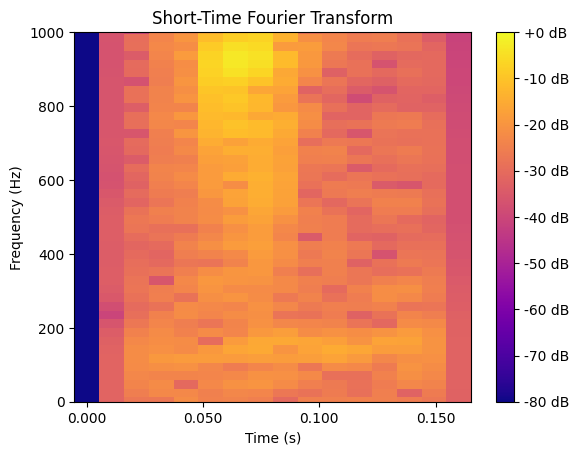 Short-Time Fourier Transform
Frequency (Hz)
1000
800
600
400
200
0
0.000
0.050
0.100
0.150
Time (s)
+0 dB
-10 dB
-20 dB
-30 dB
-40 dB
-50 dB
-60 dB
-70 dB
-80 dB